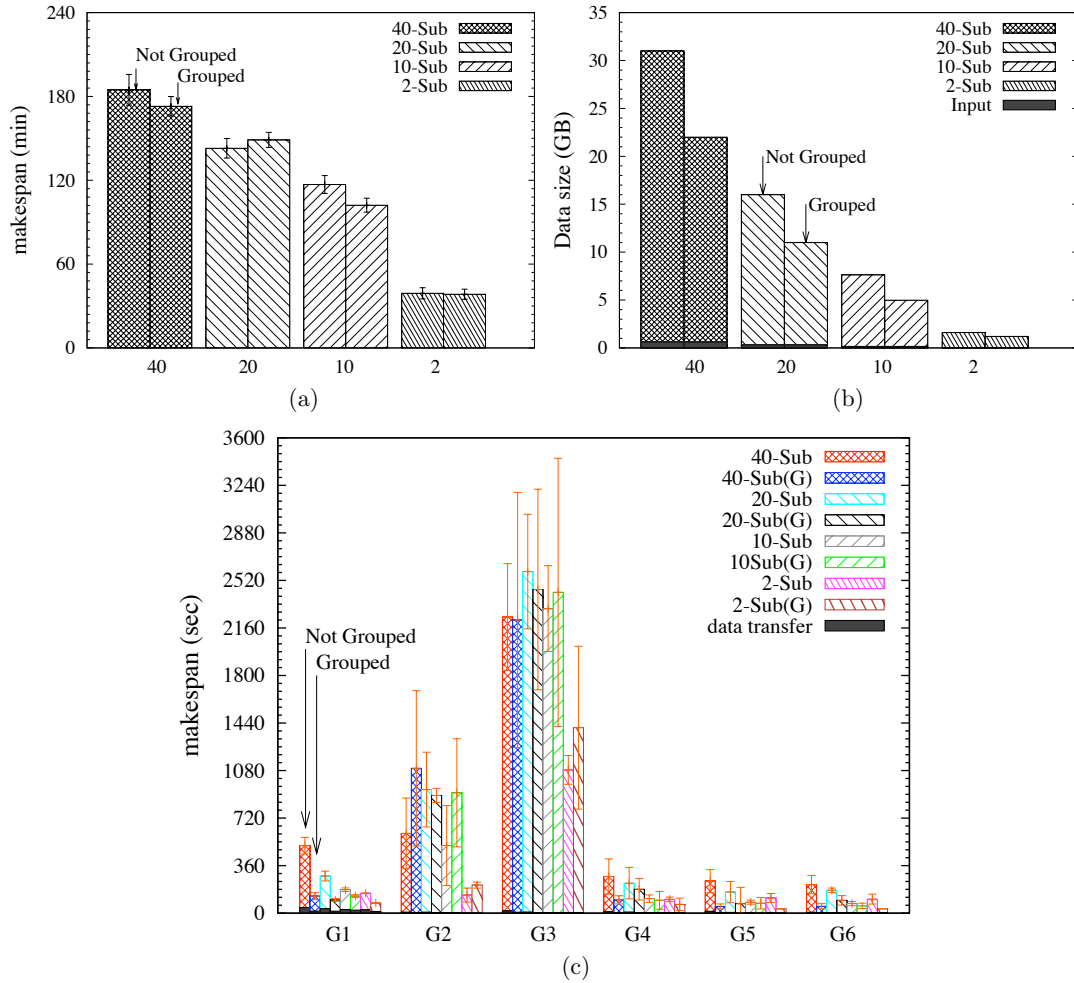 240
180
120
60
0
makespan (min)
40-Sub
20-Sub
10-Sub
2-Sub
Not Grouped
Grouped
40
20
10
2
(a)
35
30
25
20
15
10
5
0
Data size (GB)
40-Sub
20-Sub
10-Sub
2-Sub
Input
Not Grouped
Grouped
40
20
10
2
(b)
3600
3240
2880
2520
2160
1800
1440
1080
720
360
0
makespan (sec)
40-Sub
40-Sub(G)
20-Sub
20-Sub(G)
10-Sub
10Sub(G)
2-Sub
2-Sub(G)
data transfer
Not Grouped
Grouped
G1
G2
G3
G4
G5
G6
(c)